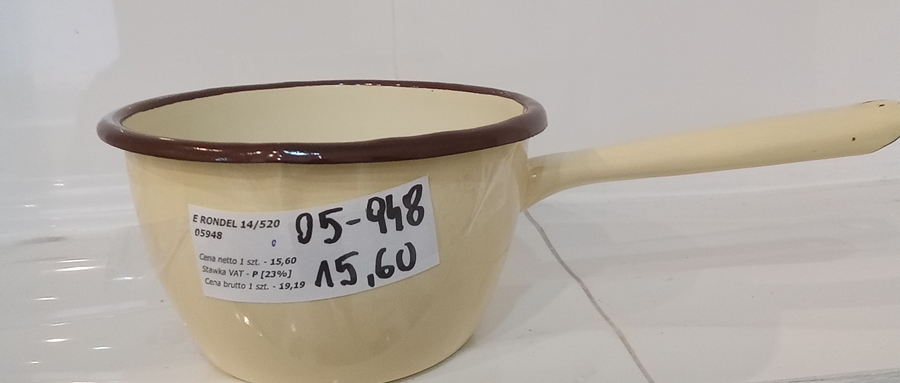 E RONDEL 14/520
05948
05-948
Cena netto 1 szt. - 15,60
Stawka VAT - P [23%]
Cena brutto 1 szt. - 19,19
15,60